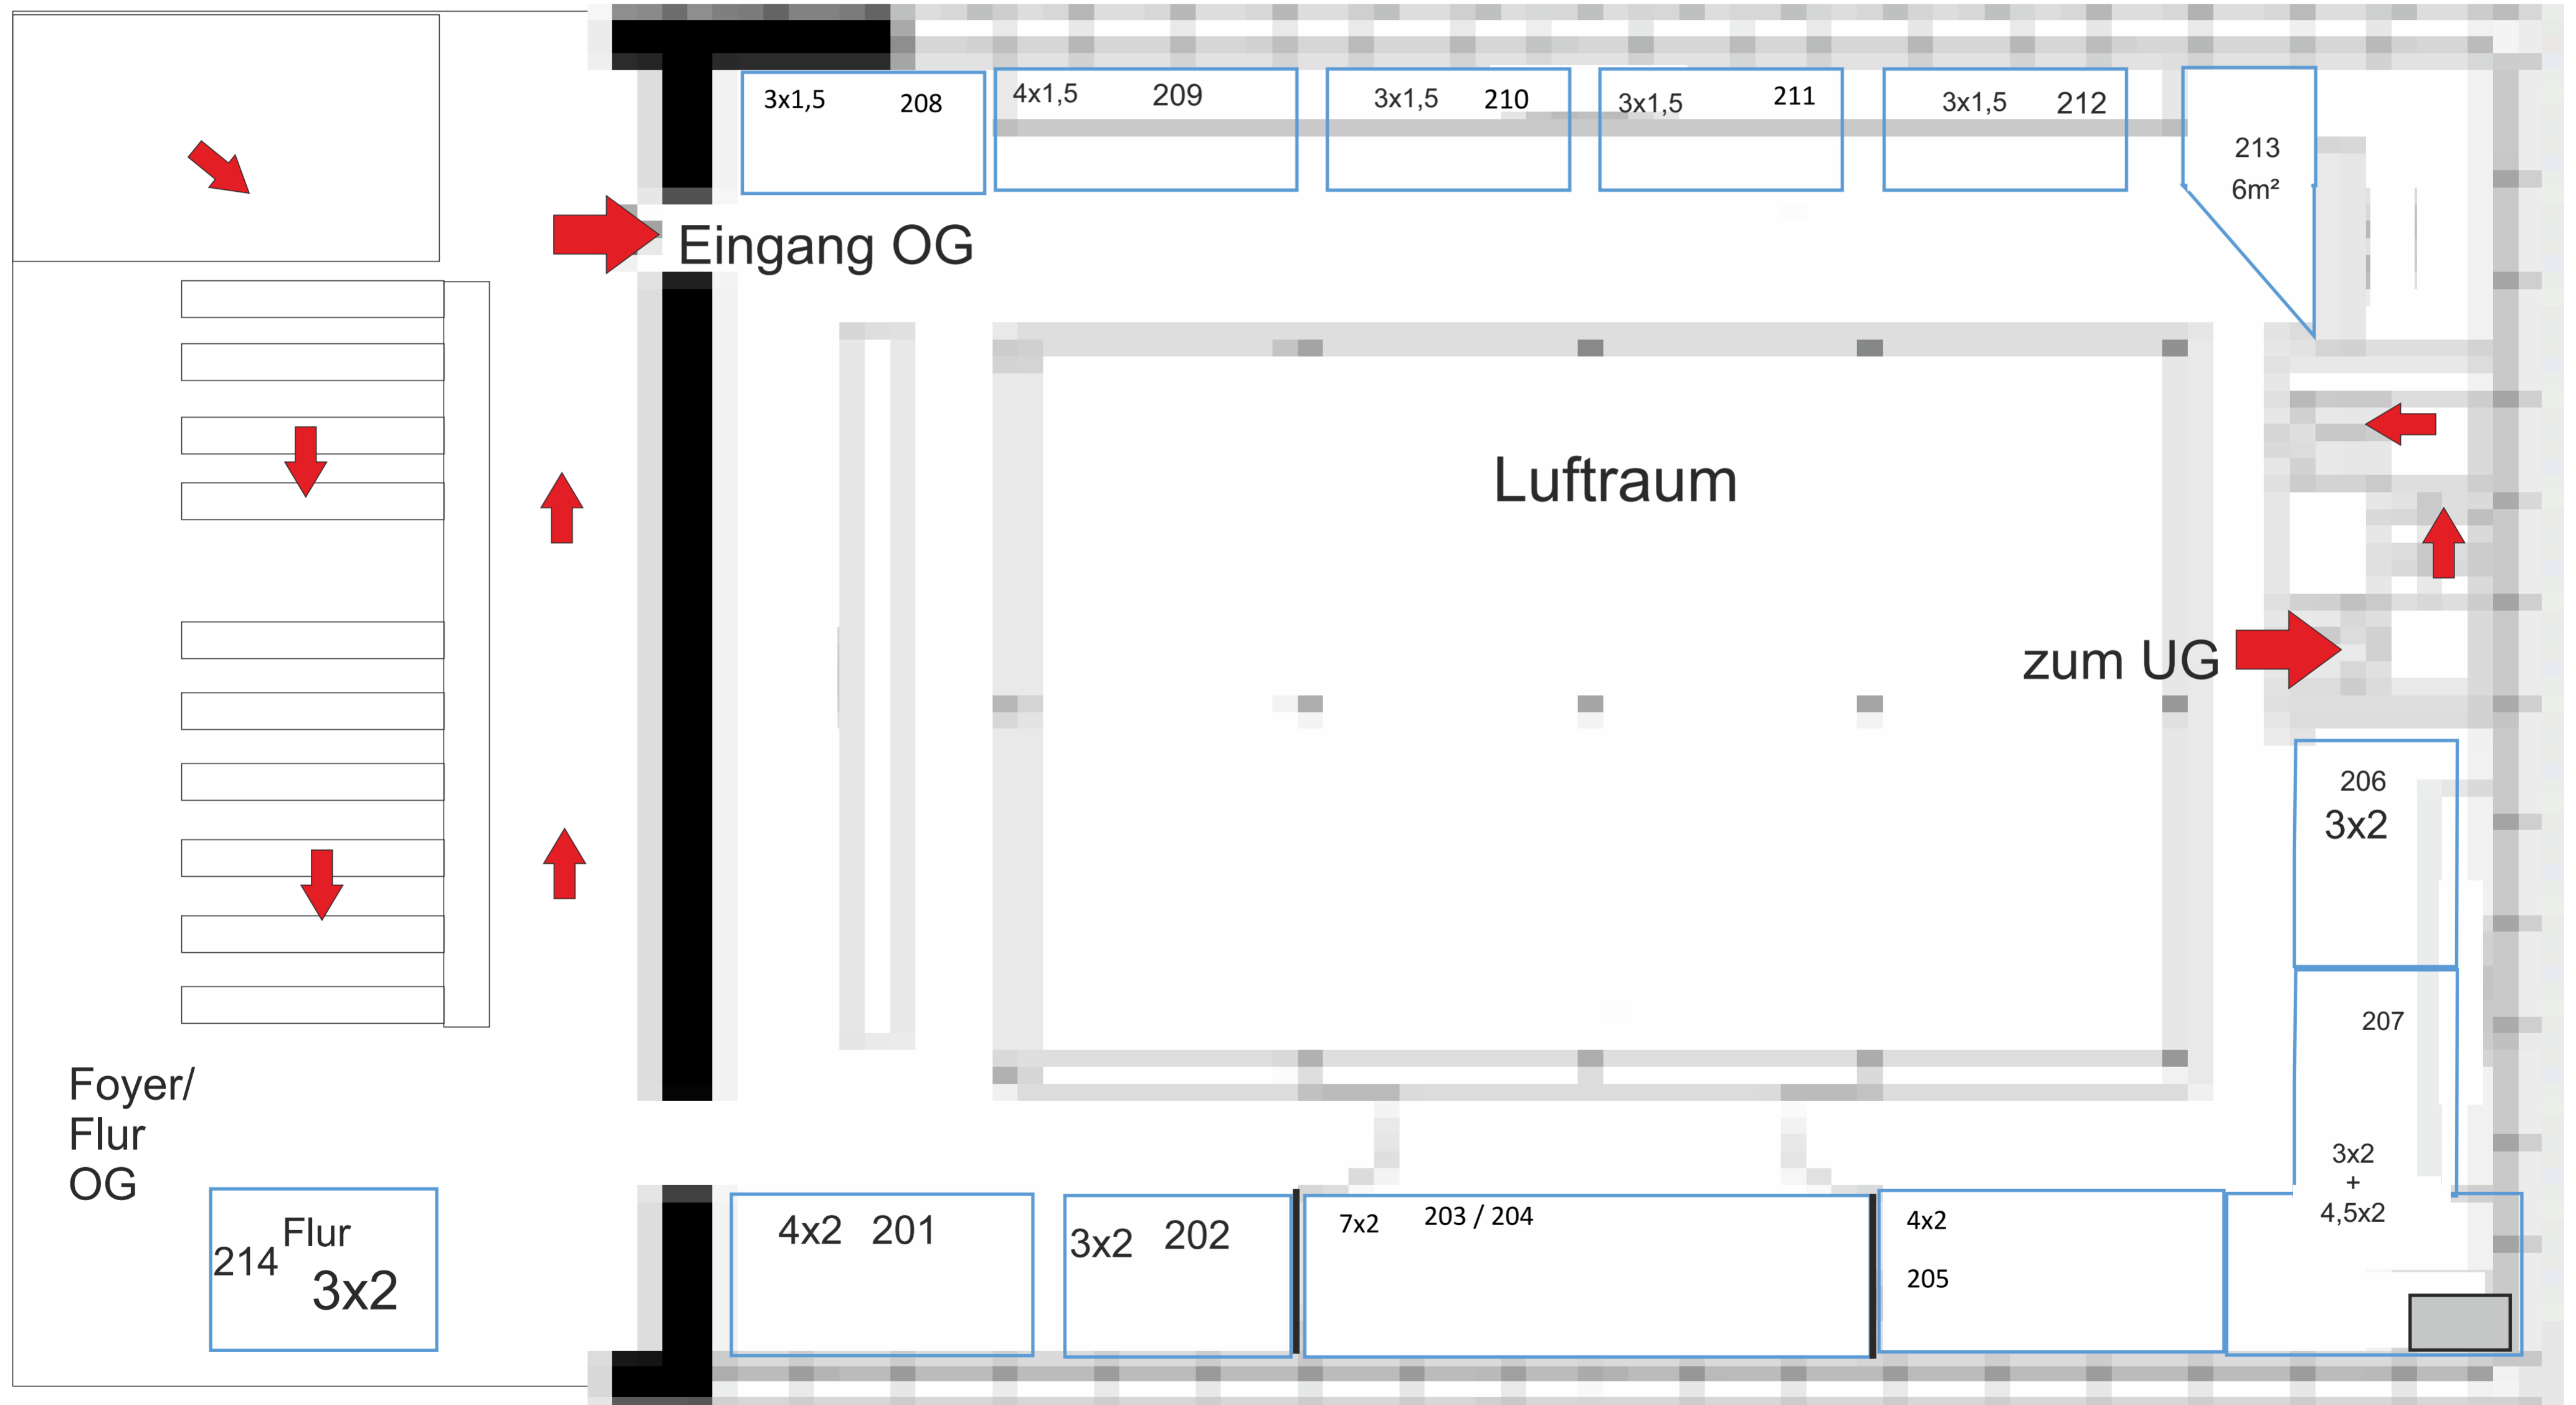 3x1,5 208
4x1,5 209
3x1,5 210
3x1,5 211
3x1,5 212
213
6m²
Eingang OG
Luftraum
zum UG
206
3x2
207
3x2
+
4,5x2
Foyer/
Flur
OG
Flur
214
3x2
4x2 201
3x2 202
7x2 203 / 204
4x2
205